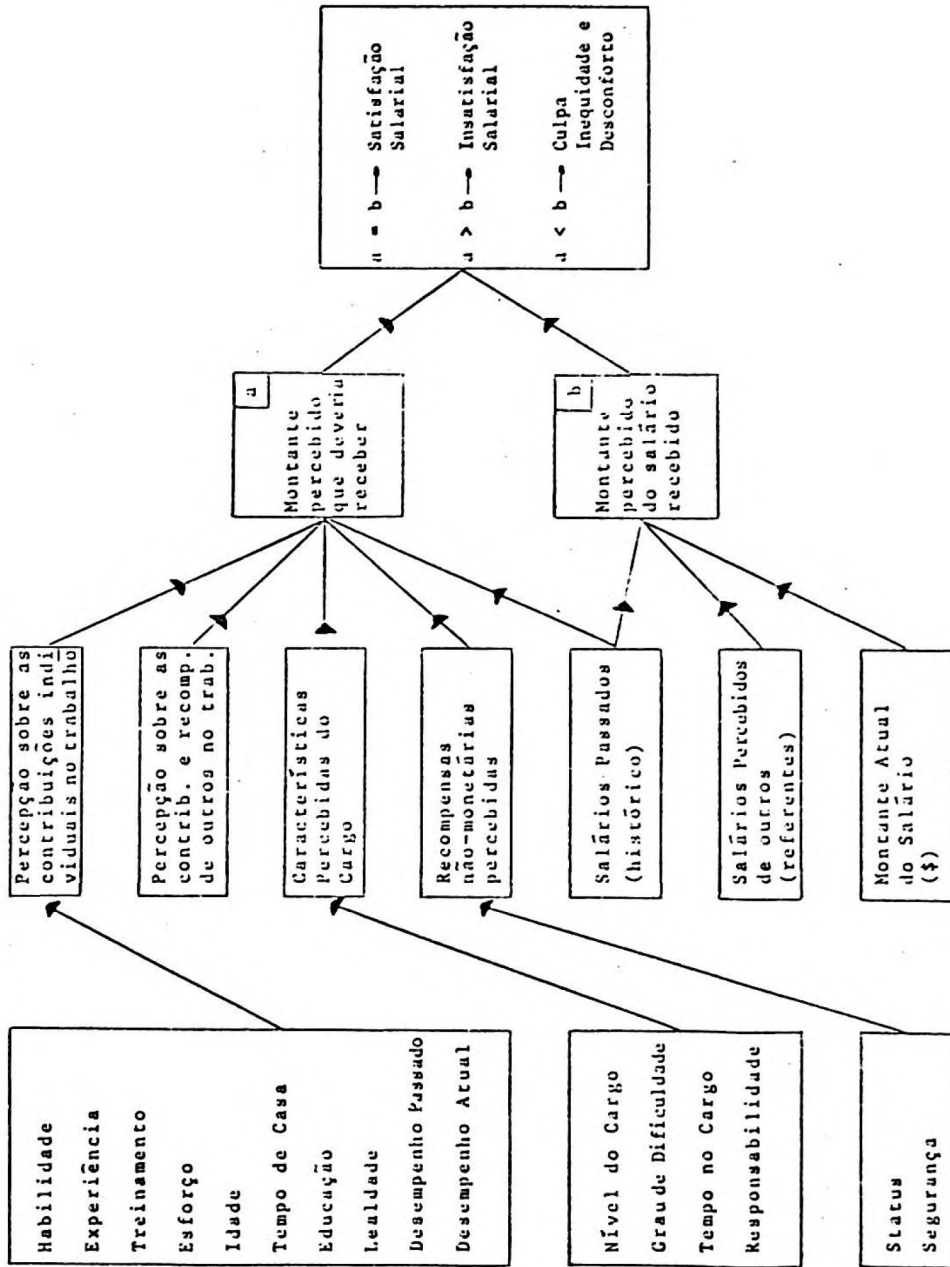 Habilidade
Experiência
Treinamento
Esforço
Idade
Tempo de Casa
Educação
Lealdade
Desempenho Passado
Desempenho Atual
Nível do Cargo
Grau de Dificuldade
Tempo no Cargo
Responsabilidade
Status
Segurança
Percepção sobre as
contribuições indi
viduais no trabalho
Percepção sobre as
contrib. e recomp.
de outros no trab.
Características
Percebidas do
Cargo
Recompensas
não-monetárias
percebidas
Salários Passados
(histórico)
Salários Percebidos
de outros
(referentes)
Montante Atual
do Salário
($)
a
Montante
percebido
que deveria
receber
b
Montante
percebido
do salário
recebido
a = b → Satisfação
Salarial
a > b → Insatisfação
Salarial
a < b → Culpa
Inequidade e
Desconforto